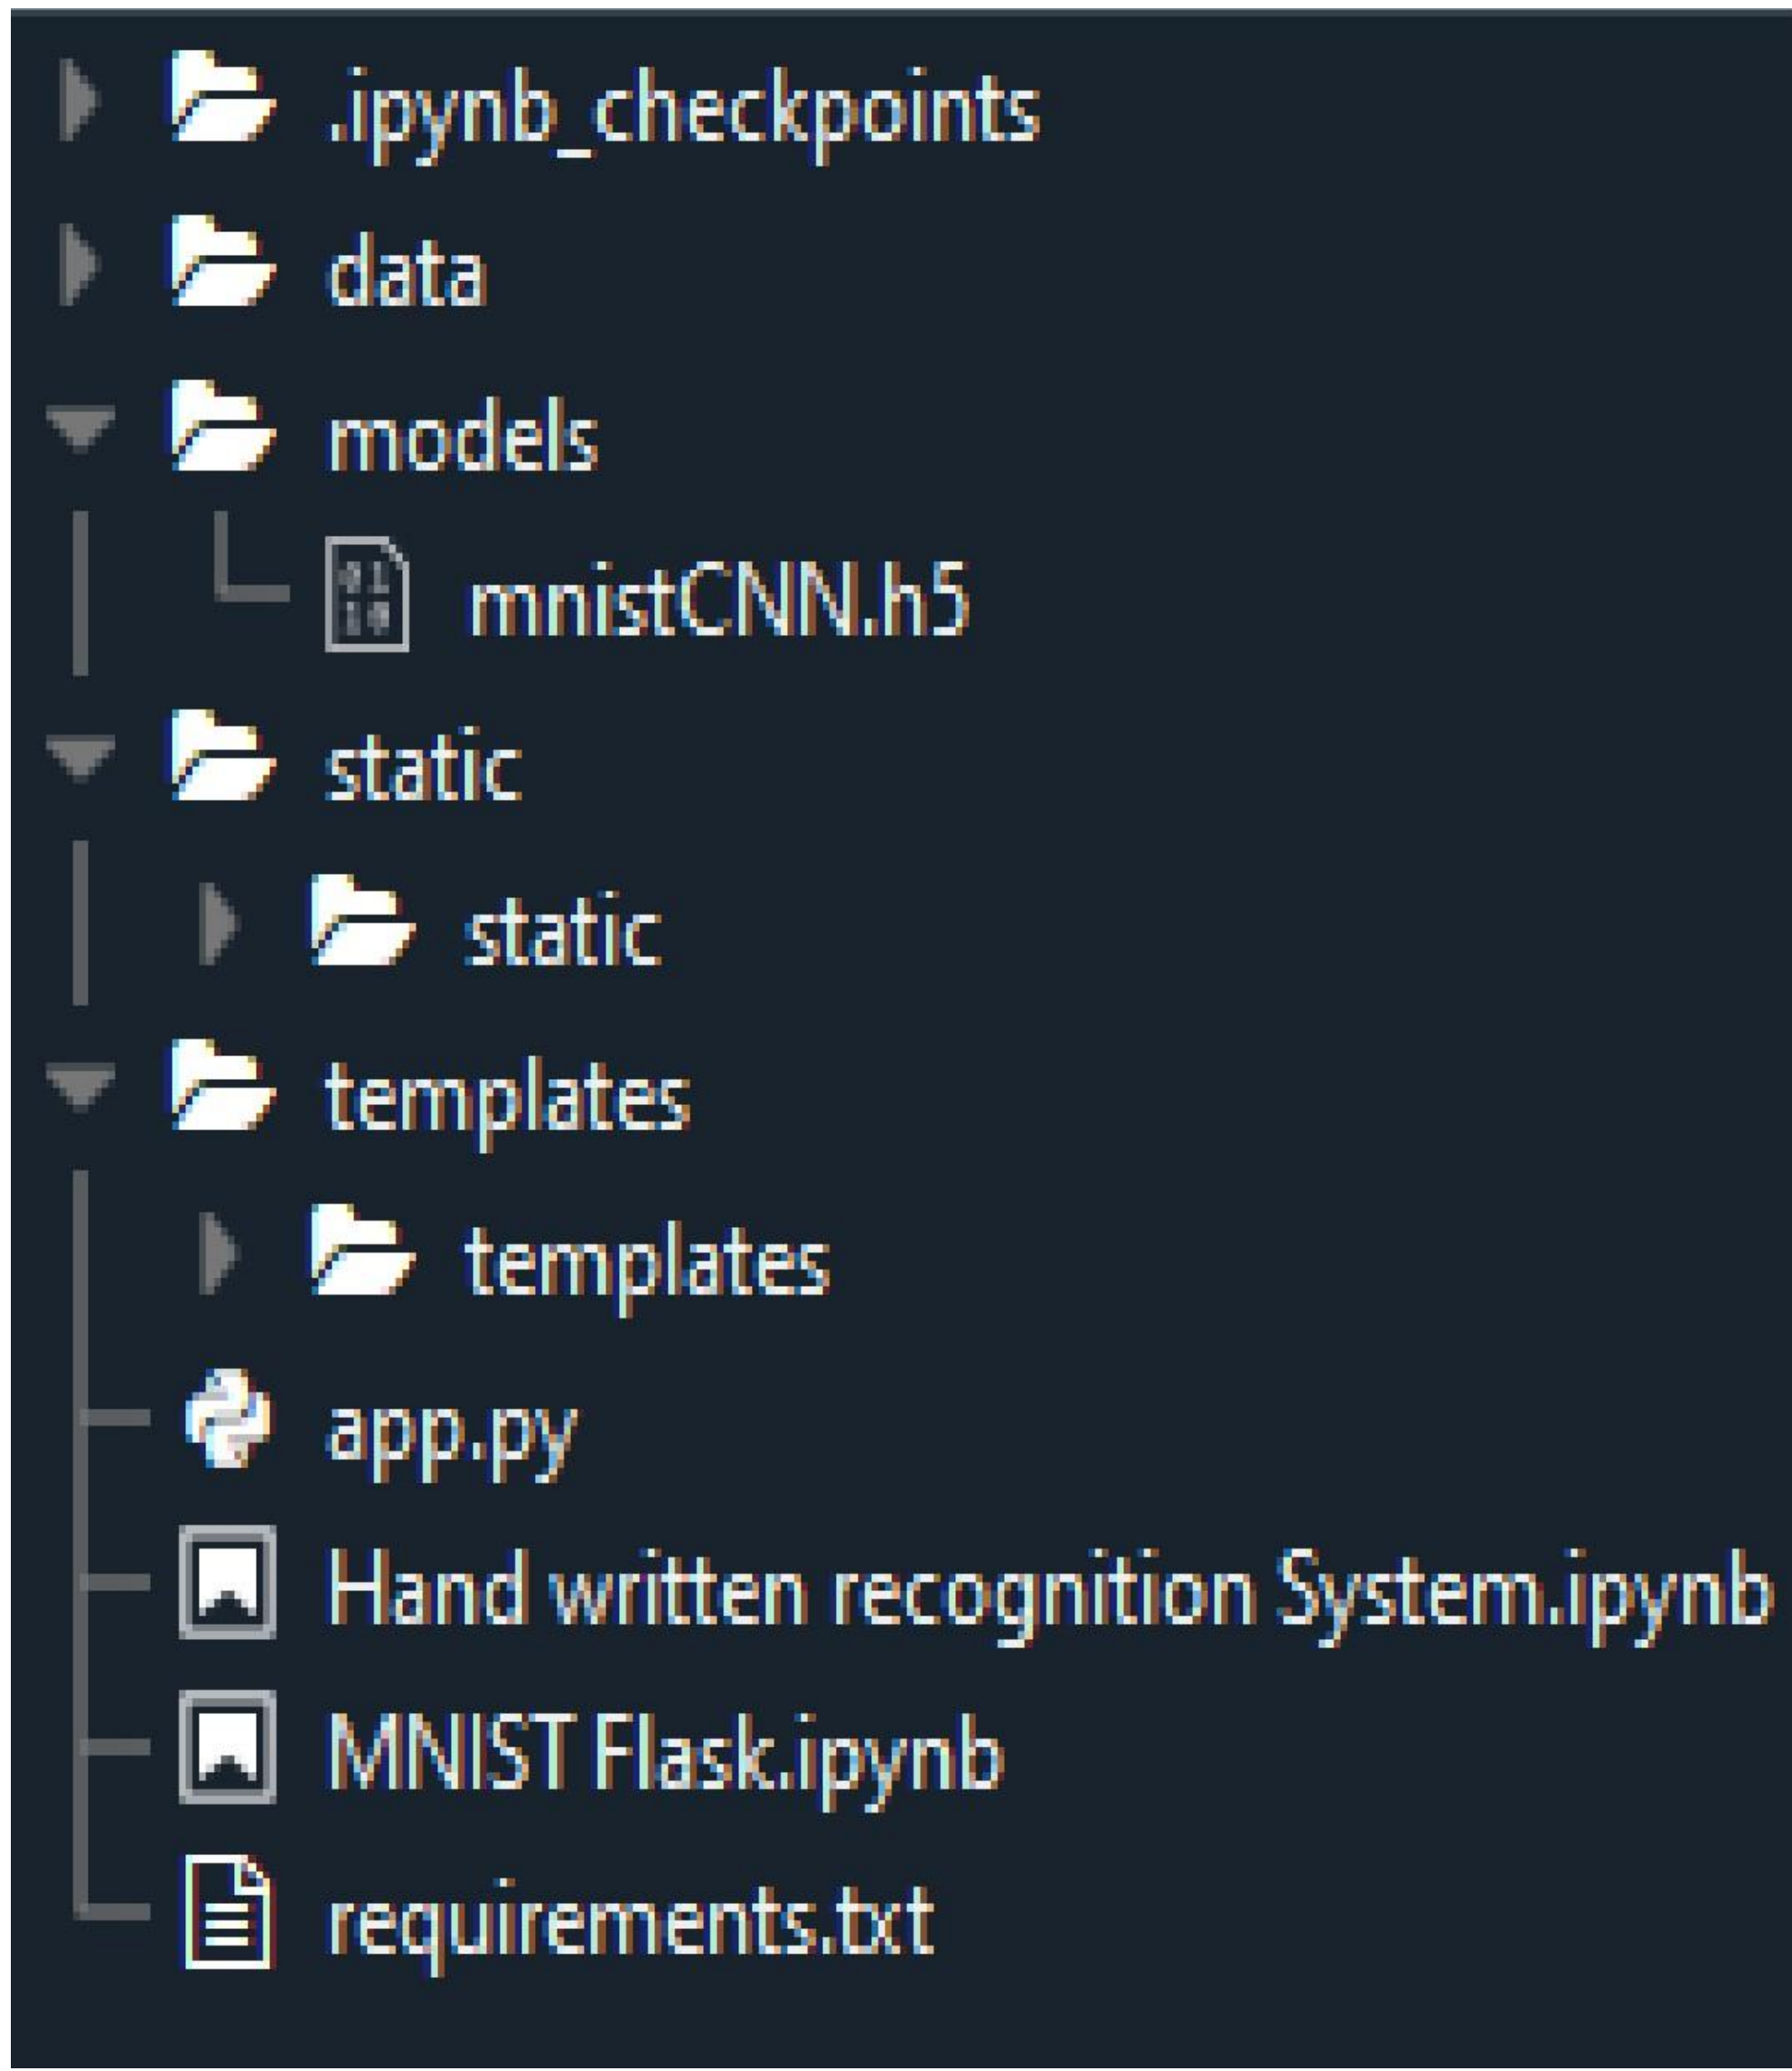 .ipynb_checkpoints
data
models
mnistCNN.h5
static
static
templates
templates
app.py
Hand written recognition System.ipynb
MNIST Flask.ipynb
requirements.txt